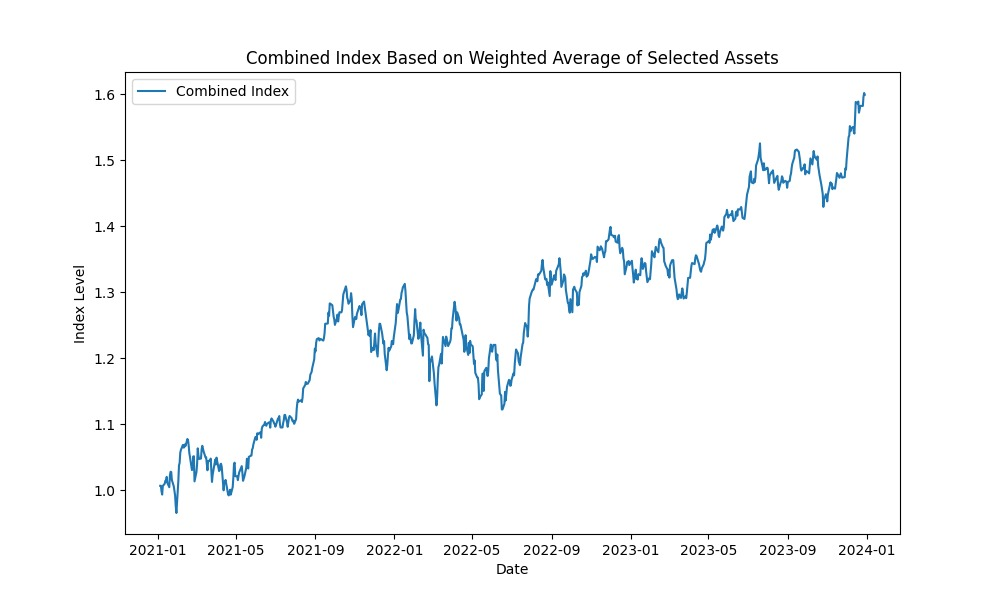 Combined Index Based on Weighted Average of Selected Assets
Combined Index
Index Level
1.6
1.5
1.4
1.3
1.2
1.1
1.0
2021-01 2021-05 2021-09 2022-01 2022-05 2022-09 2023-01 2023-05 2023-09 2024-01
Date